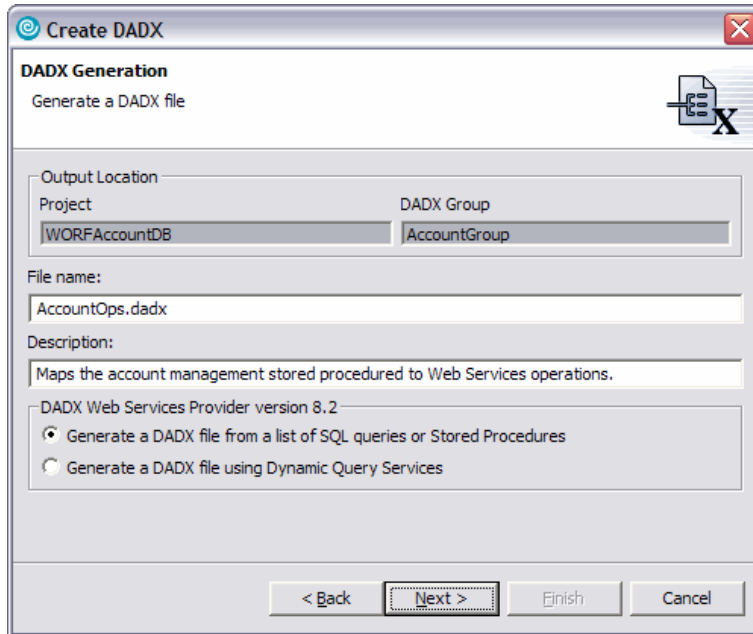 Create DADX
DADX Generation
Generate a DADX file
X
Output Location
Project DADX Group
WORFAccountDB AccountGroup
File name:
AccountOps.dadx
Description:
Maps the account management stored procedured to Web Services operations.
DADX Web Services Provider version 8.2
Generate a DADX file from a list of SQL queries or Stored Procedures
Generate a DADX file using Dynamic Query Services
< Back Next > Finish Cancel